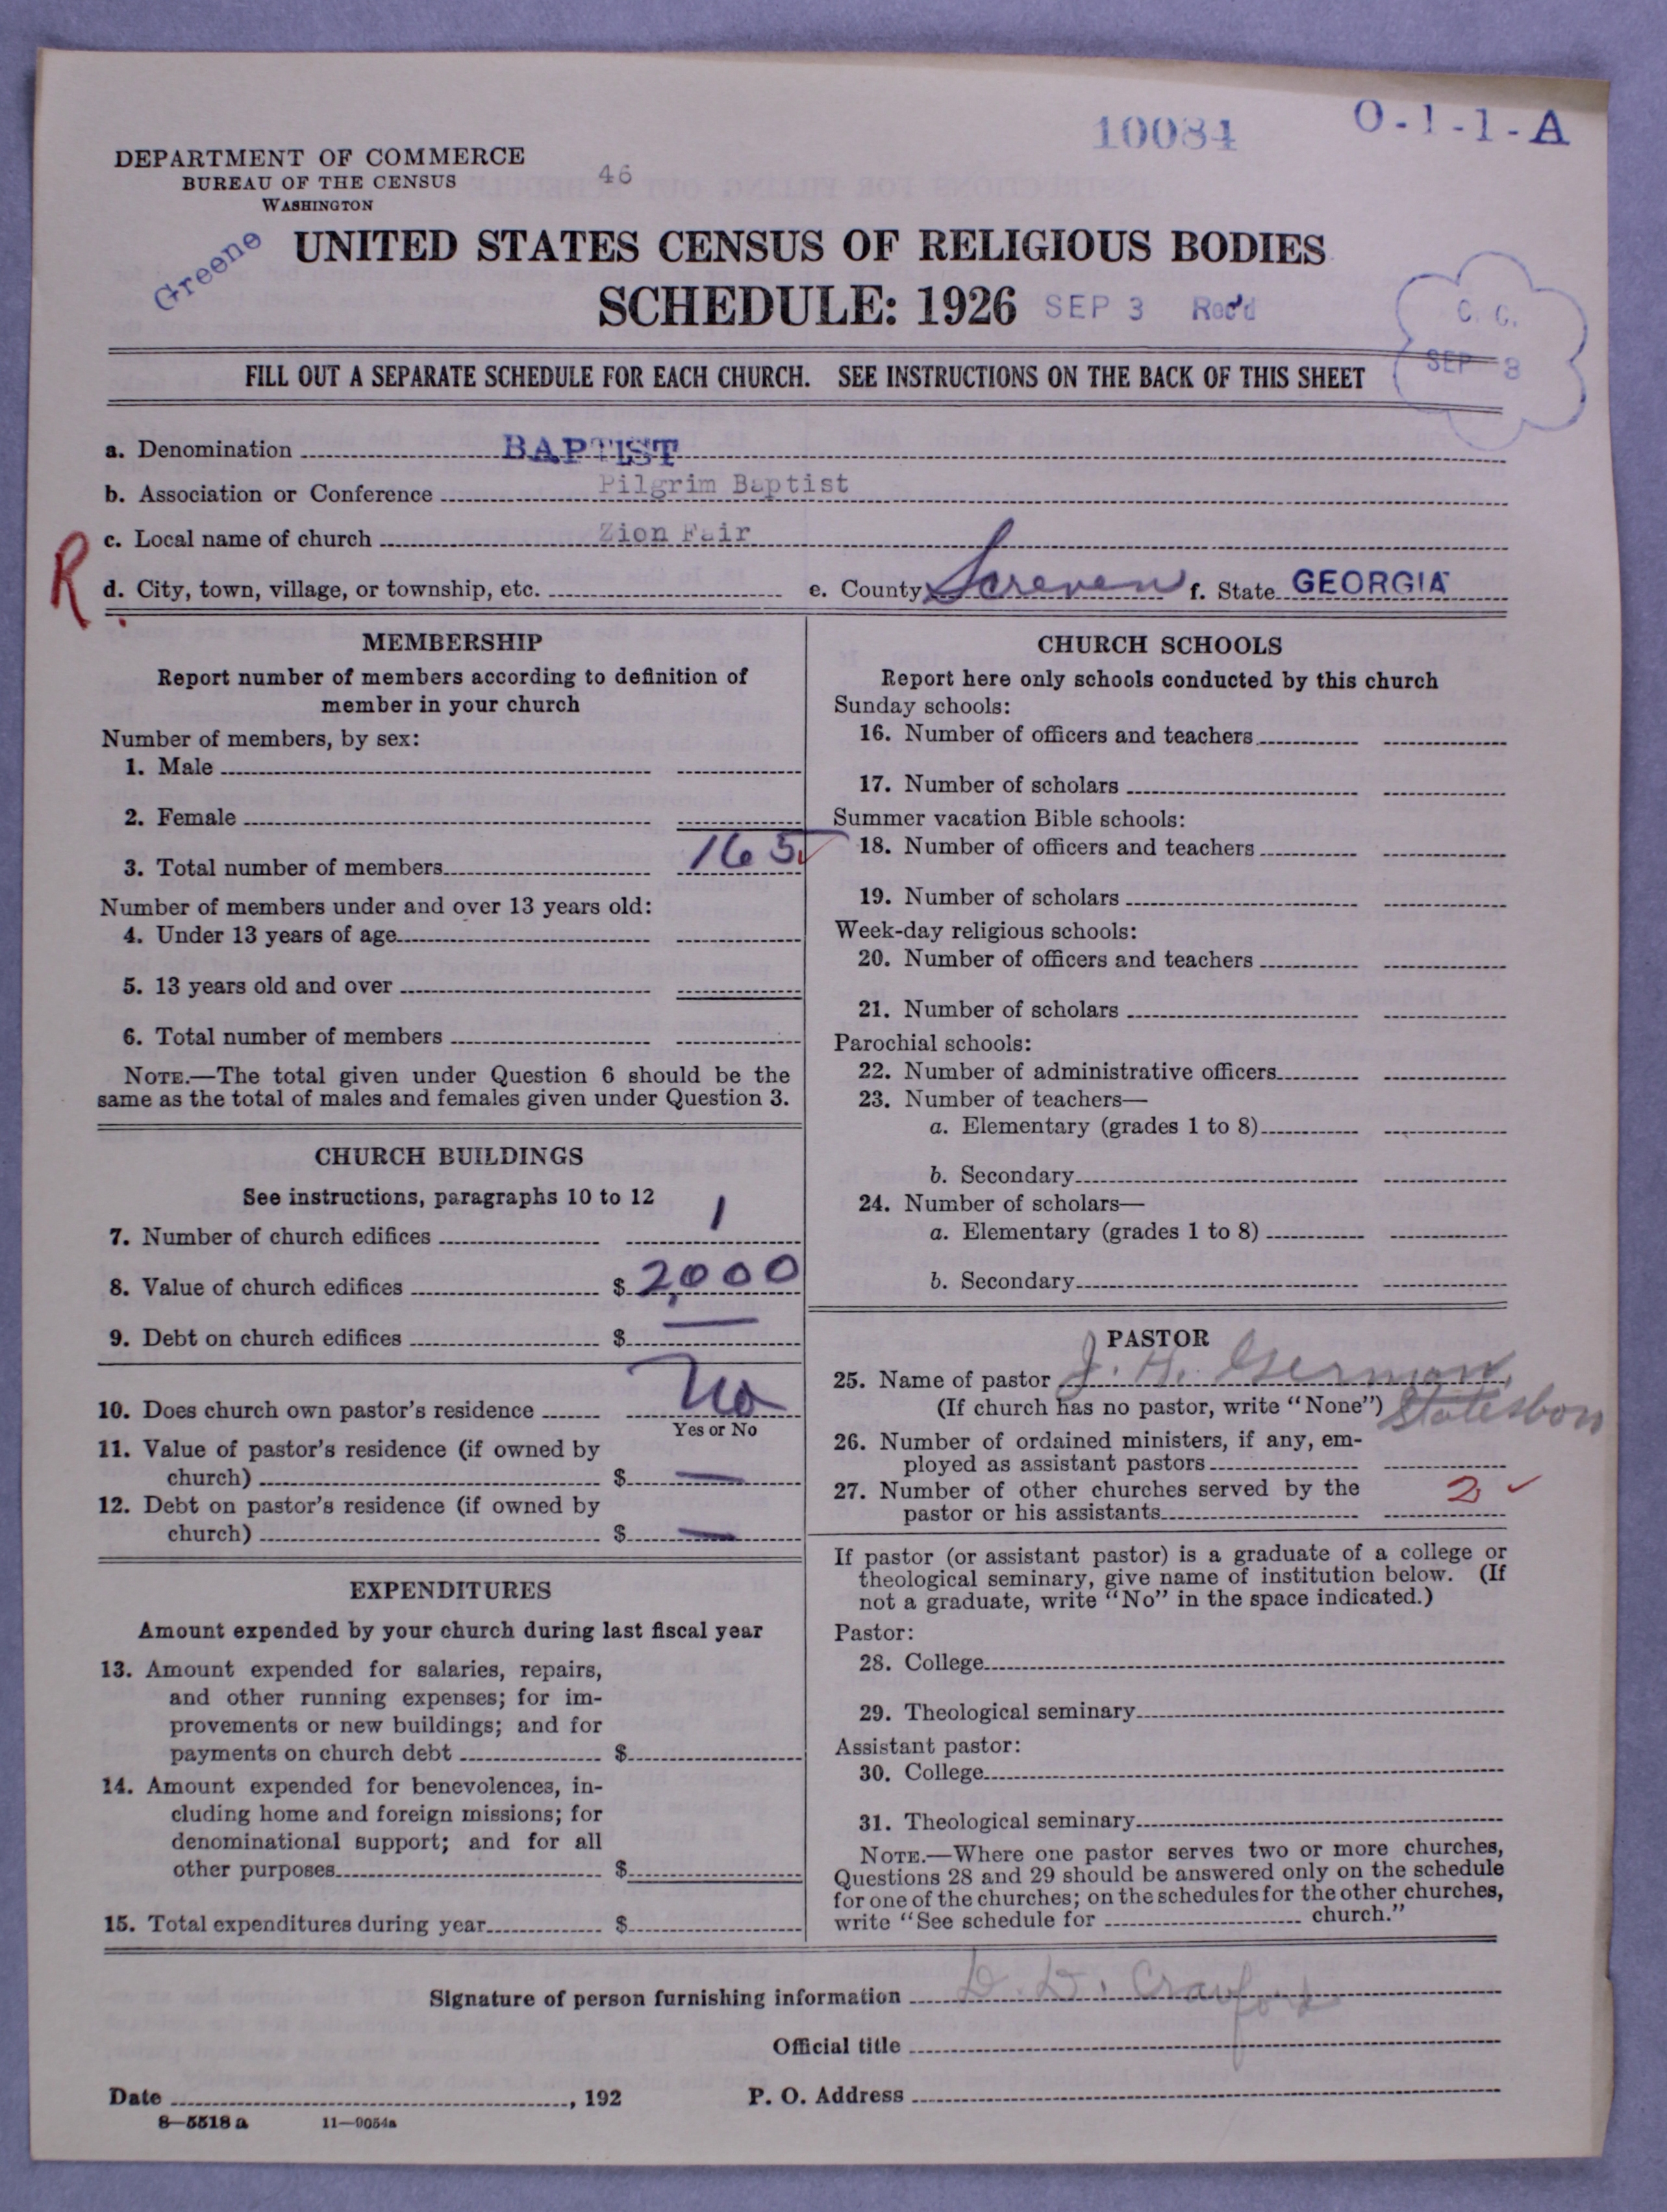 10084
O-1-1-A
DEPARTMENT OF COMMERCE
BUREAU OF THE CENSUS
WASHINGTON
46
Greene
UNITED STATES CENSUS OF RELIGIOUS BODIES
SCHEDULE: 1926 SEP 3 Rec'd
C. C.
SEP 3
FILL OUT A SEPARATE SCHEDULE FOR EACH CHURCH. SEE INSTRUCTIONS ON THE BACK OF THIS SHEET
a. Denomination BAPTIST
b. Association or Conference Pilgrim Baptist
c. Local name of church Zion Fair
R
d. City, town, village, or township, etc. e. County Screven f. State GEORGIA
MEMBERSHIP
Report number of members according to definition of
member in your church
Number of members, by sex:
1. Male
2. Female
3. Total number of members 165
Number of members under and over 13 years old:
4. Under 13 years of age
5. 13 years old and over
6. Total number of members
NOTE.—The total given under Question 6 should be the
same as the total of males and females given under Question 3.
CHURCH BUILDINGS
See instructions, paragraphs 10 to 12
7. Number of church edifices 1
8. Value of church edifices $ 2,000
9. Debt on church edifices $ —
10. Does church own pastor's residence No
Yes or No
11. Value of pastor's residence (if owned by
church) $ —
12. Debt on pastor's residence (if owned by
church) $ —
EXPENDITURES
Amount expended by your church during last fiscal year
13. Amount expended for salaries, repairs,
and other running expenses; for im-
provements or new buildings; and for
payments on church debt $
14. Amount expended for benevolences, in-
cluding home and foreign missions; for
denominational support; and for all
other purposes $
15. Total expenditures during year $
CHURCH SCHOOLS
Report here only schools conducted by this church
Sunday schools:
16. Number of officers and teachers
17. Number of scholars
Summer vacation Bible schools:
18. Number of officers and teachers
19. Number of scholars
Week-day religious schools:
20. Number of officers and teachers
21. Number of scholars
Parochial schools:
22. Number of administrative officers
23. Number of teachers—
a. Elementary (grades 1 to 8)
b. Secondary
24. Number of scholars—
a. Elementary (grades 1 to 8)
b. Secondary
PASTOR
25. Name of pastor J. H. German,
(If church has no pastor, write "None") Statesboro
26. Number of ordained ministers, if any, em-
ployed as assistant pastors
27. Number of other churches served by the
pastor or his assistants 2 ✓
If pastor (or assistant pastor) is a graduate of a college or
theological seminary, give name of institution below. (If
not a graduate, write "No" in the space indicated.)
Pastor:
28. College
29. Theological seminary
Assistant pastor:
30. College
31. Theological seminary
NOTE.—Where one pastor serves two or more churches,
Questions 28 and 29 should be answered only on the schedule
for one of the churches; on the schedules for the other churches,
write "See schedule for church."
Signature of person furnishing information D. D. Crawford
Official title
Date , 192 P. O. Address
8—5518 a 11—9054a